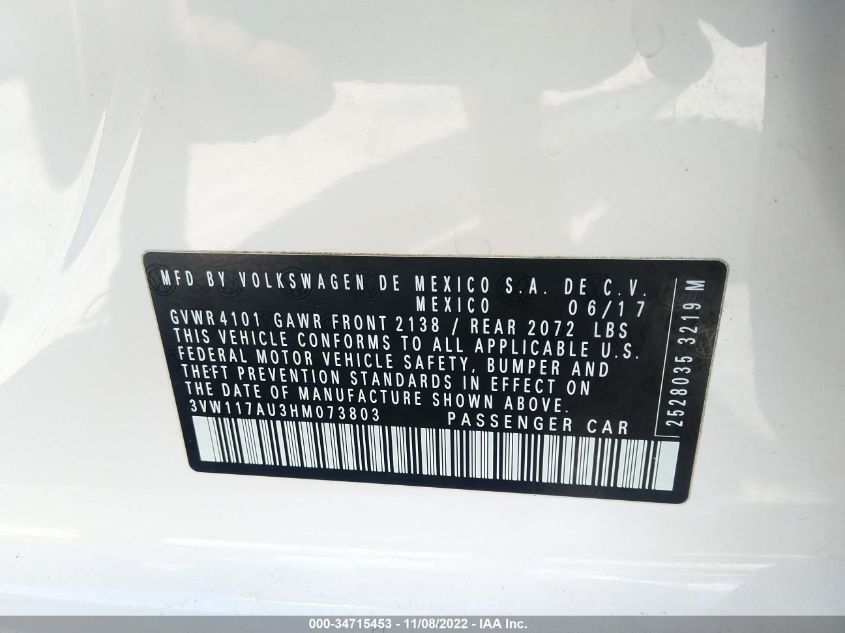 MFD BY VOLKSWAGEN DE MEXICO S.A. DE C.V.
MEXICO 06/17
GVWR 4101 GAWR FRONT 2138 / REAR 2072 LBS
THIS VEHICLE CONFORMS TO ALL APPLICABLE U.S.
FEDERAL MOTOR VEHICLE SAFETY, BUMPER AND
THEFT PREVENTION STANDARDS IN EFFECT ON
THE DATE OF MANUFACTURE SHOWN ABOVE.
3VW117AU3HM073803 PASSENGER CAR
2528035 3219 M
000-34715453 - 11/08/2022 - IAA Inc.